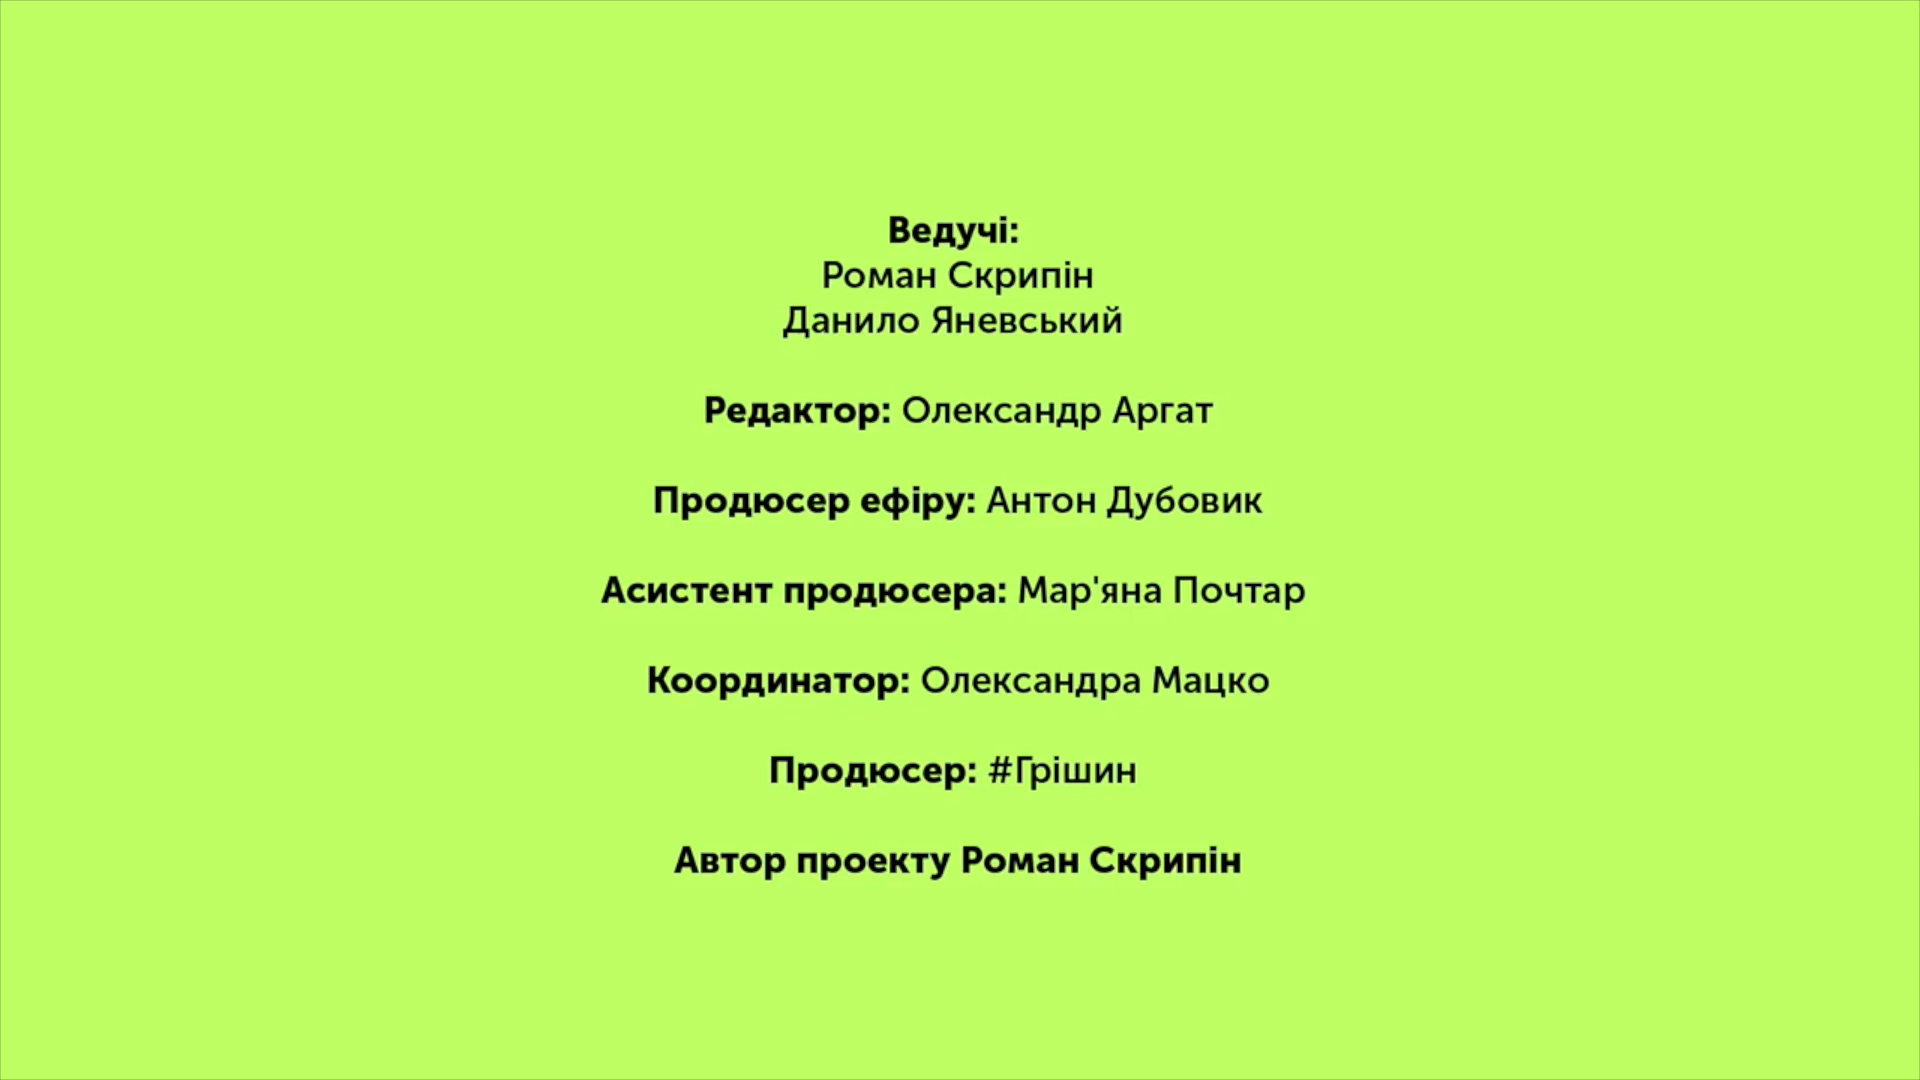 Ведучі:
Роман Скрипін
Данило Яневський
Редактор: Олександр Аргат
Продюсер ефіру: Антон Дубовик
Асистент продюсера: Мар'яна Почтар
Координатор: Олександра Мацко
Продюсер: #Грішин
Автор проекту Роман Скрипін